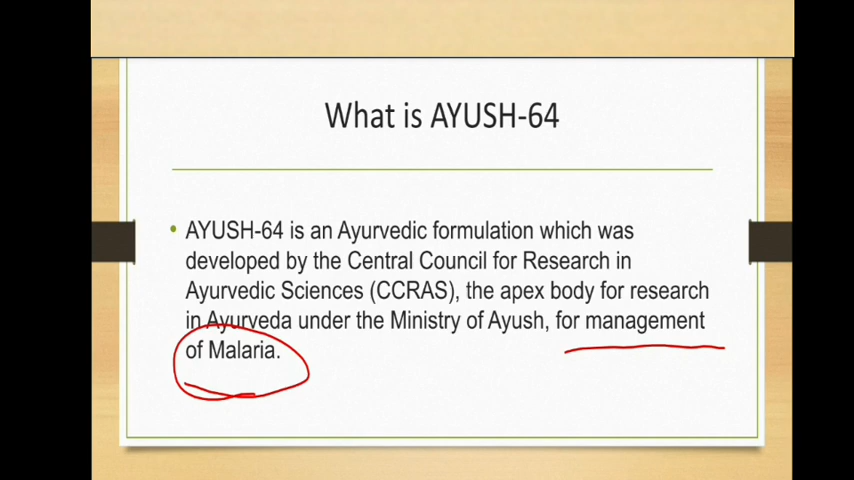 What is AYUSH-64
• AYUSH-64 is an Ayurvedic formulation which was
developed by the Central Council for Research in
Ayurvedic Sciences (CCRAS), the apex body for research
in Ayurveda under the Ministry of Ayush, for management
of Malaria.